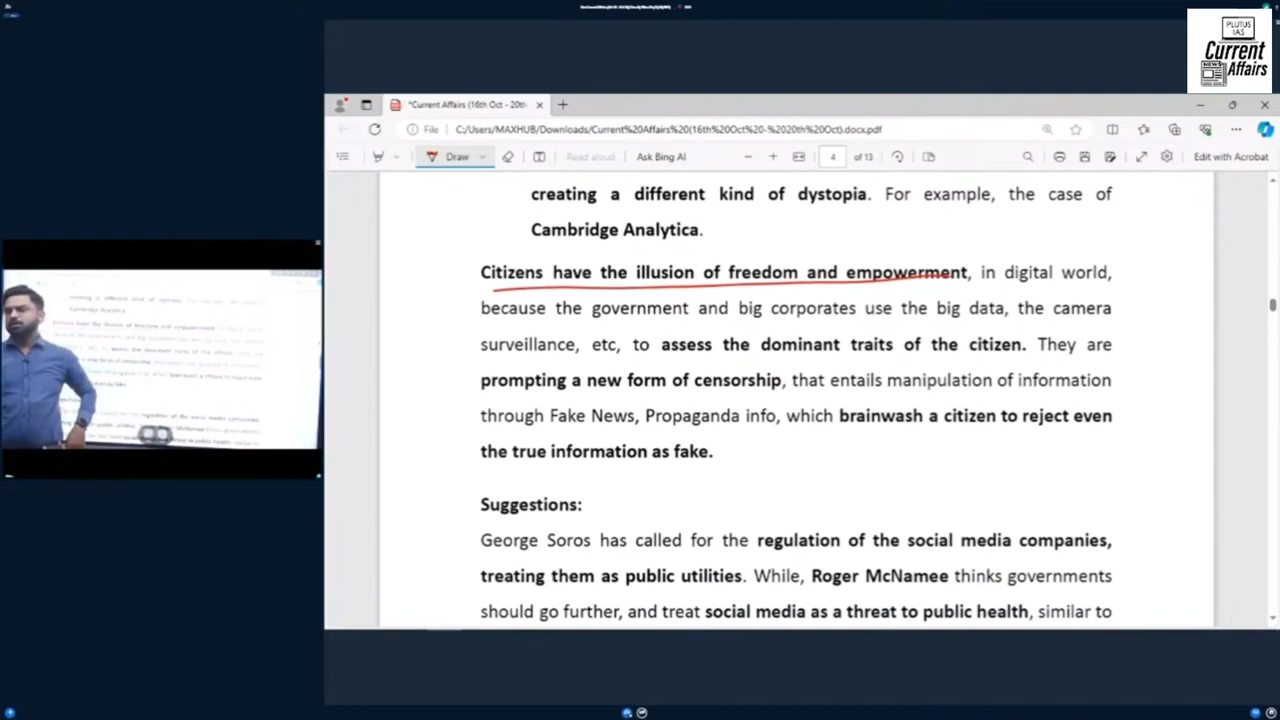 PLUTUS
IAS
Current
NEWS
Affairs
*Current Affairs (16th Oct - 20th
File C:/Users/MAXHUB/Downloads/Current%20Affairs%20(16th%20Oct%20-%2020th%20Oct).docx.pdf
Draw Read aloud Ask Bing AI 4 of 13 Edit with Acrobat
creating a different kind of dystopia. For example, the case of
Cambridge Analytica.
Citizens have the illusion of freedom and empowerment, in digital world,
because the government and big corporates use the big data, the camera
surveillance, etc, to assess the dominant traits of the citizen. They are
prompting a new form of censorship, that entails manipulation of information
through Fake News, Propaganda info, which brainwash a citizen to reject even
the true information as fake.
Suggestions:
George Soros has called for the regulation of the social media companies,
treating them as public utilities. While, Roger McNamee thinks governments
should go further, and treat social media as a threat to public health, similar to